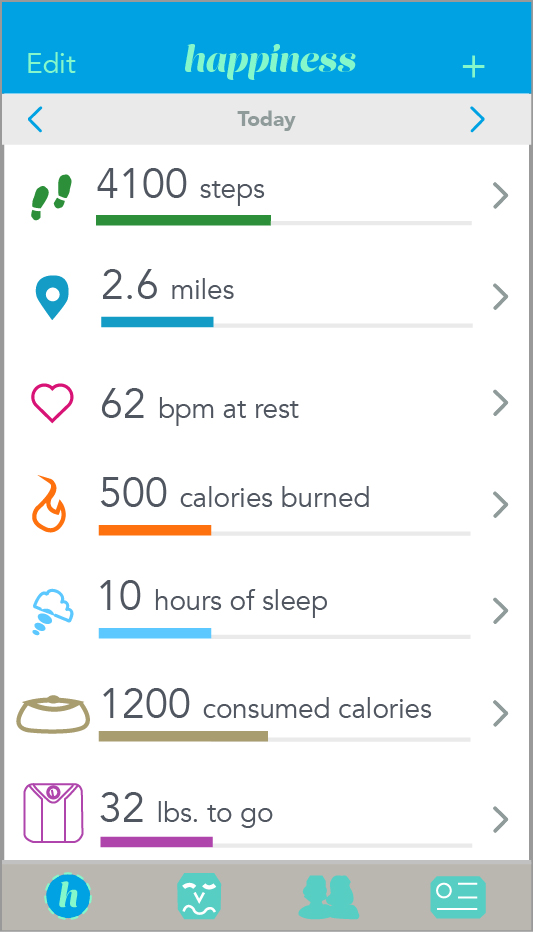 Edit happiness +
Today
4100 steps
2.6 miles
62 bpm at rest
500 calories burned
10 hours of sleep
1200 consumed calories
32 lbs. to go
h